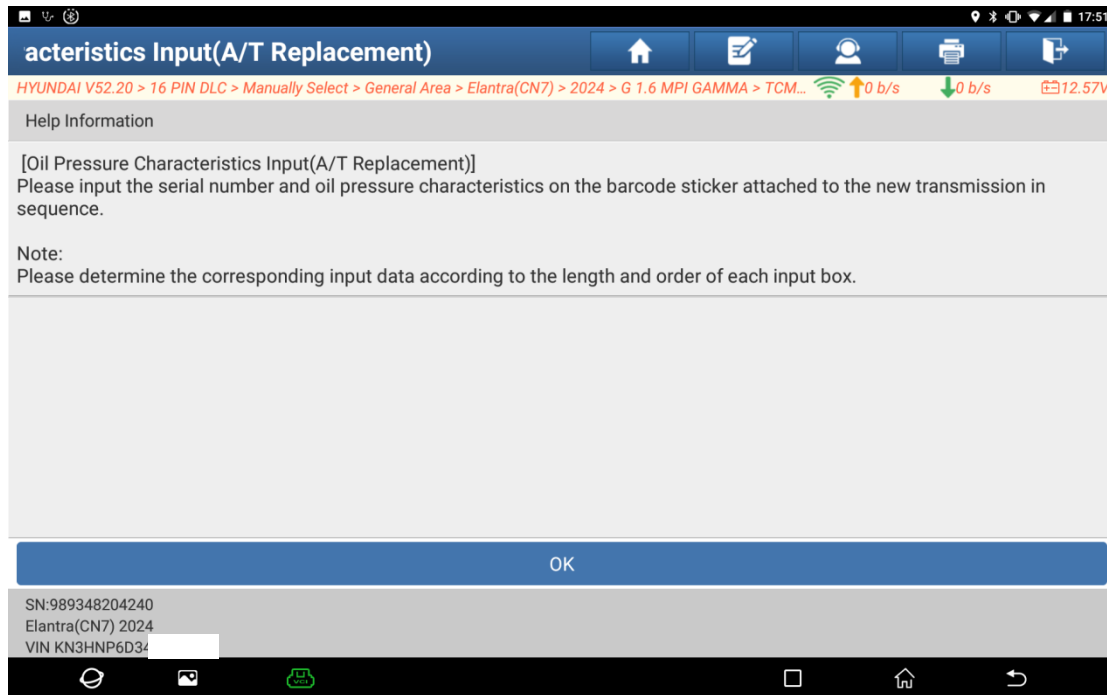 17:51
acteristics Input(A/T Replacement)
HYUNDAI V52.20 > 16 PIN DLC > Manually Select > General Area > Elantra(CN7) > 2024 > G 1.6 MPI GAMMA > TCM... 0 b/s 0 b/s 12.57V
Help Information
[Oil Pressure Characteristics Input(A/T Replacement)]
Please input the serial number and oil pressure characteristics on the barcode sticker attached to the new transmission in
sequence.
Note:
Please determine the corresponding input data according to the length and order of each input box.
OK
SN:989348204240
Elantra(CN7) 2024
VIN KN3HNP6D34
VCI